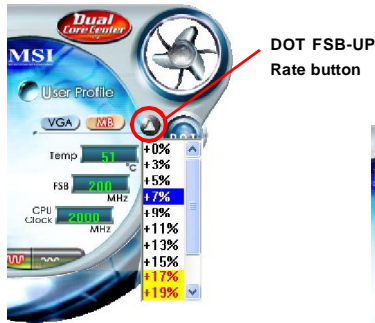 Dual
Core Center
MSI
User Profile
VGA
MB
DOT
Temp
51
°C
FSB
200
MHz
CPU
Clock
2000
MHz
+0%
+3%
+5%
+7%
+9%
+11%
+13%
+15%
+17%
+19%
DOT FSB-UP
Rate button